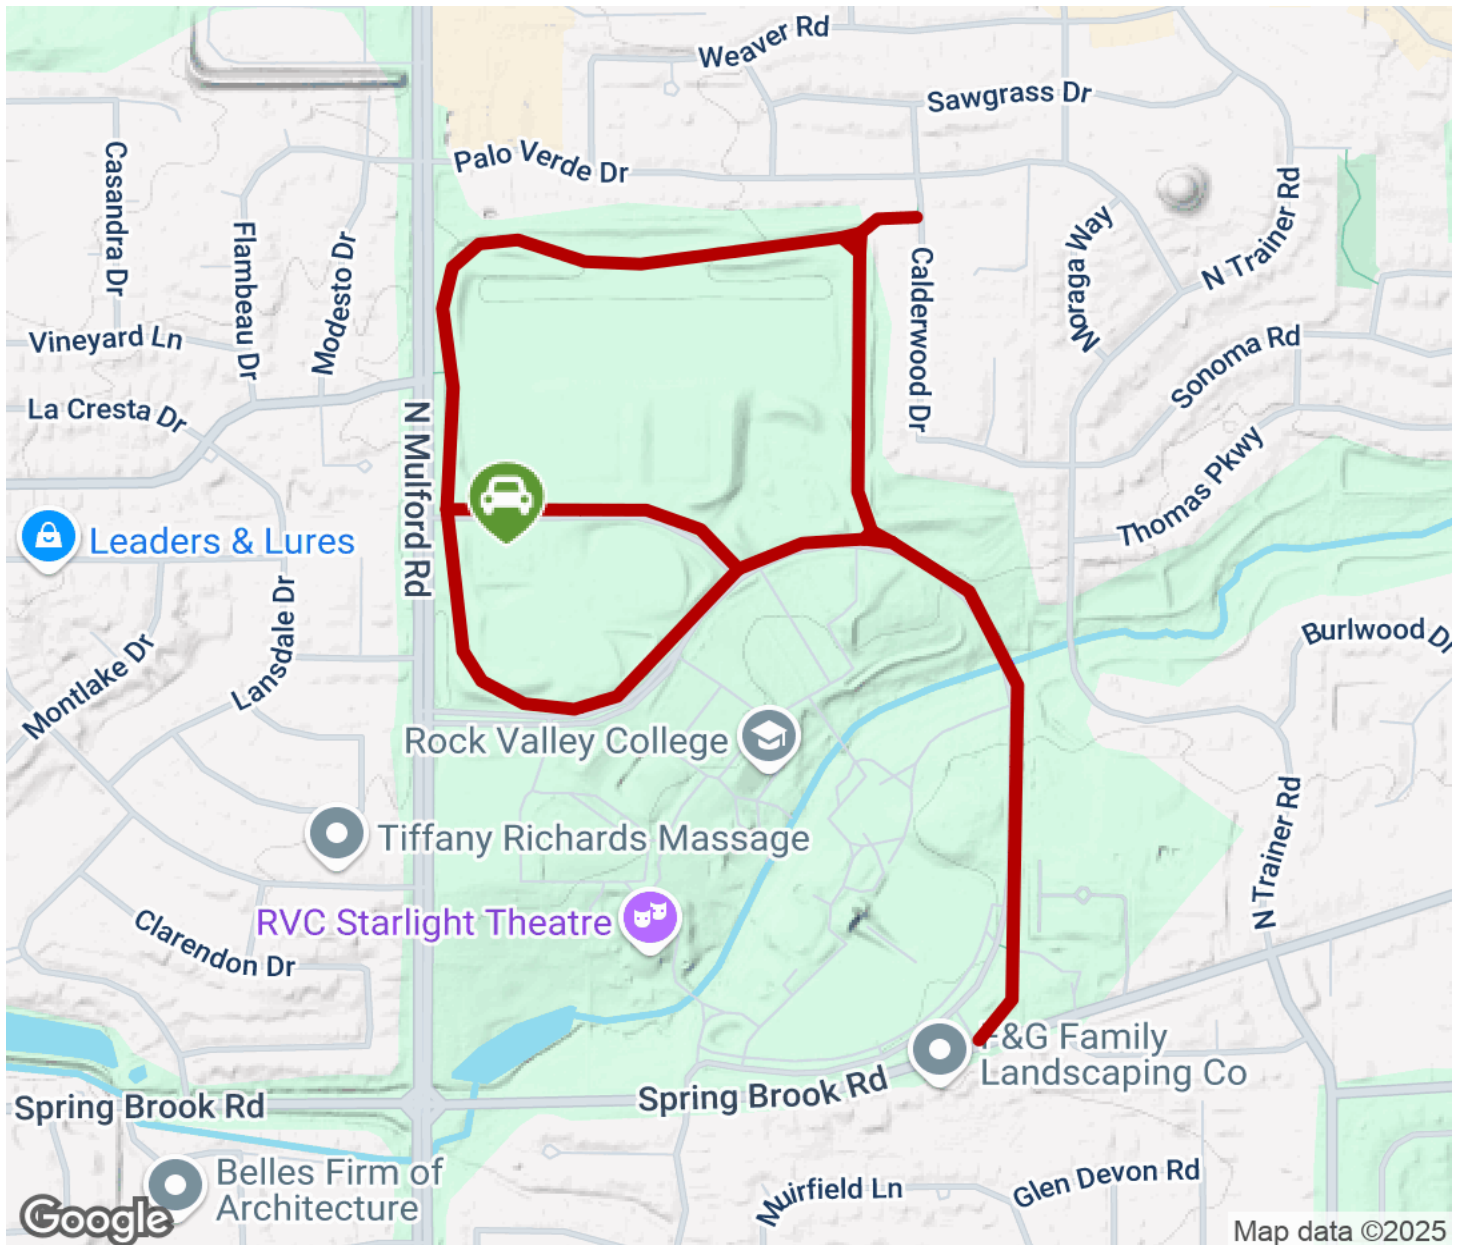 Weaver Rd
Sawgrass Dr
Palo Verde Dr
Casandra Dr
Flambeau Dr
Modesto Dr
Calderwood Dr
Moraga Way
N Trainer Rd
Vineyard Ln
Sonoma Rd
La Cresta Dr
N Mulford Rd
Thomas Pkwy
Leaders & Lures
Lansdale Dr
Montlake Dr
Burlwood Dr
Rock Valley College
Tiffany Richards Massage
N Trainer Rd
RVC Starlight Theatre
Clarendon Dr
F&G Family
Landscaping Co
Spring Brook Rd
Spring Brook Rd
Belles Firm of
Architecture
Muirfield Ln
Glen Devon Rd
Google
Map data ©2025